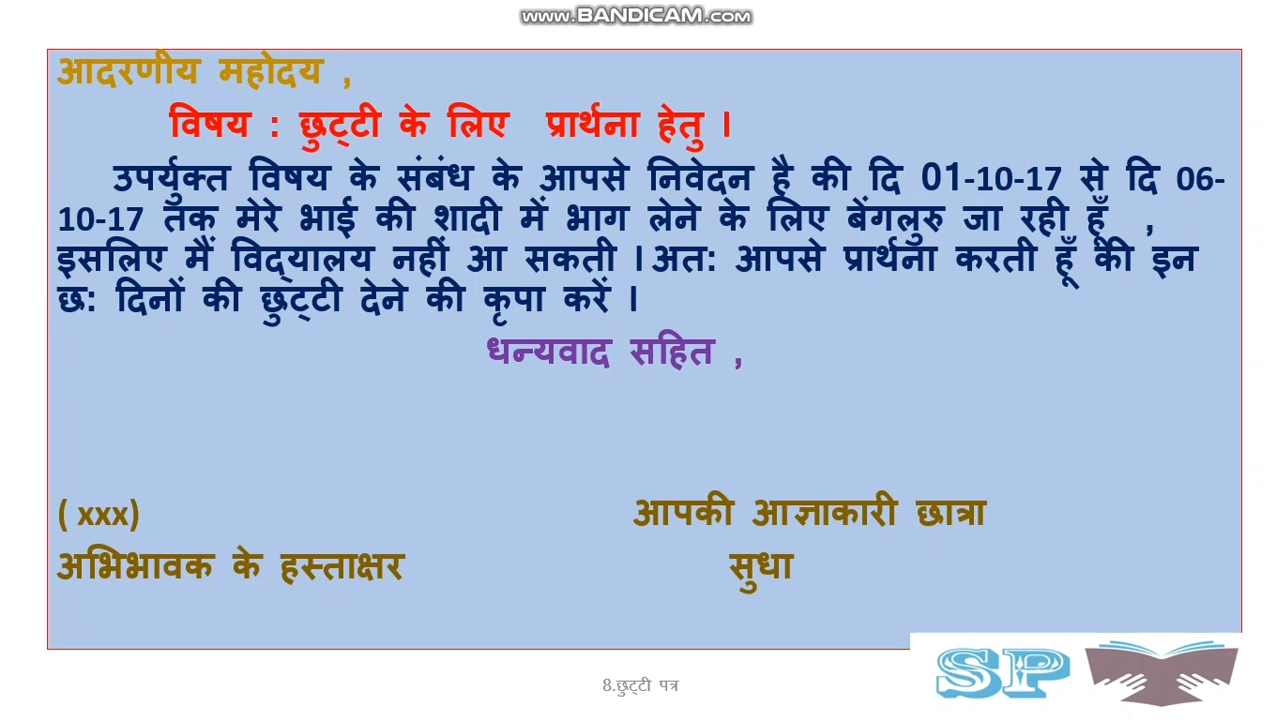 www.BANDICAM.com
आदरणीय महोदय ,
विषय : छुट्टी के लिए प्रार्थना हेतु ।
उपर्युक्त विषय के संबंध के आपसे निवेदन है की दि 01-10-17 से दि 06-
10-17 तक मेरे भाई की शादी में भाग लेने के लिए बेंगलुरु जा रही हूँ ,
इसलिए मैं विद्यालय नहीं आ सकती । अत: आपसे प्रार्थना करती हूँ की इन
छ: दिनों की छुट्टी देने की कृपा करें ।
धन्यवाद सहित ,
( xxx) आपकी आज्ञाकारी छात्रा
अभिभावक के हस्ताक्षर सुधा
SP
8.छुट्टी पत्र